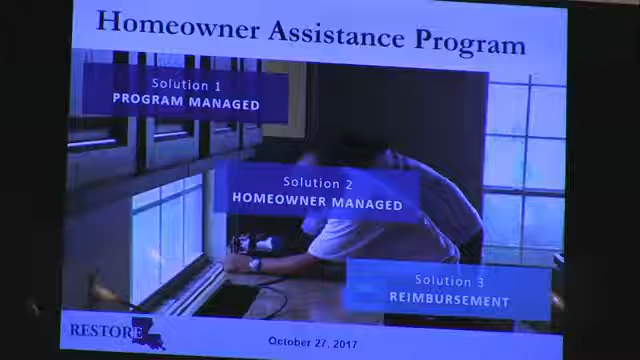 Homeowner Assistance Program
Solution 1
PROGRAM MANAGED
Solution 2
HOMEOWNER MANAGED
Solution 3
REIMBURSEMENT
RESTORE
October 27, 2017